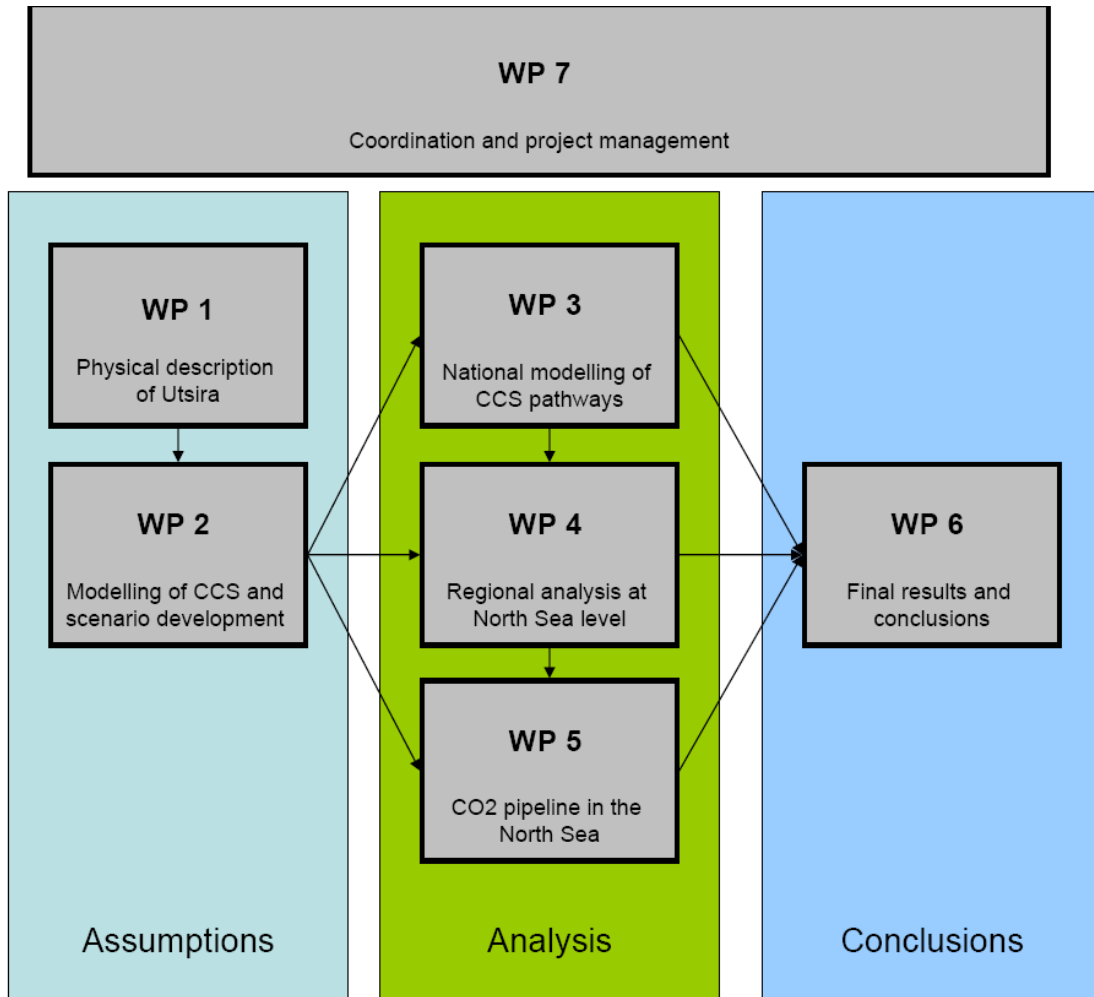 WP 7
Coordination and project management
WP 1
Physical description
of Utsira
WP 2
Modelling of CCS and
scenario development
Assumptions
WP 3
National modelling of
CCS pathways
WP 4
Regional analysis at
North Sea level
WP 5
CO2 pipeline in the
North Sea
Analysis
WP 6
Final results and
conclusions
Conclusions